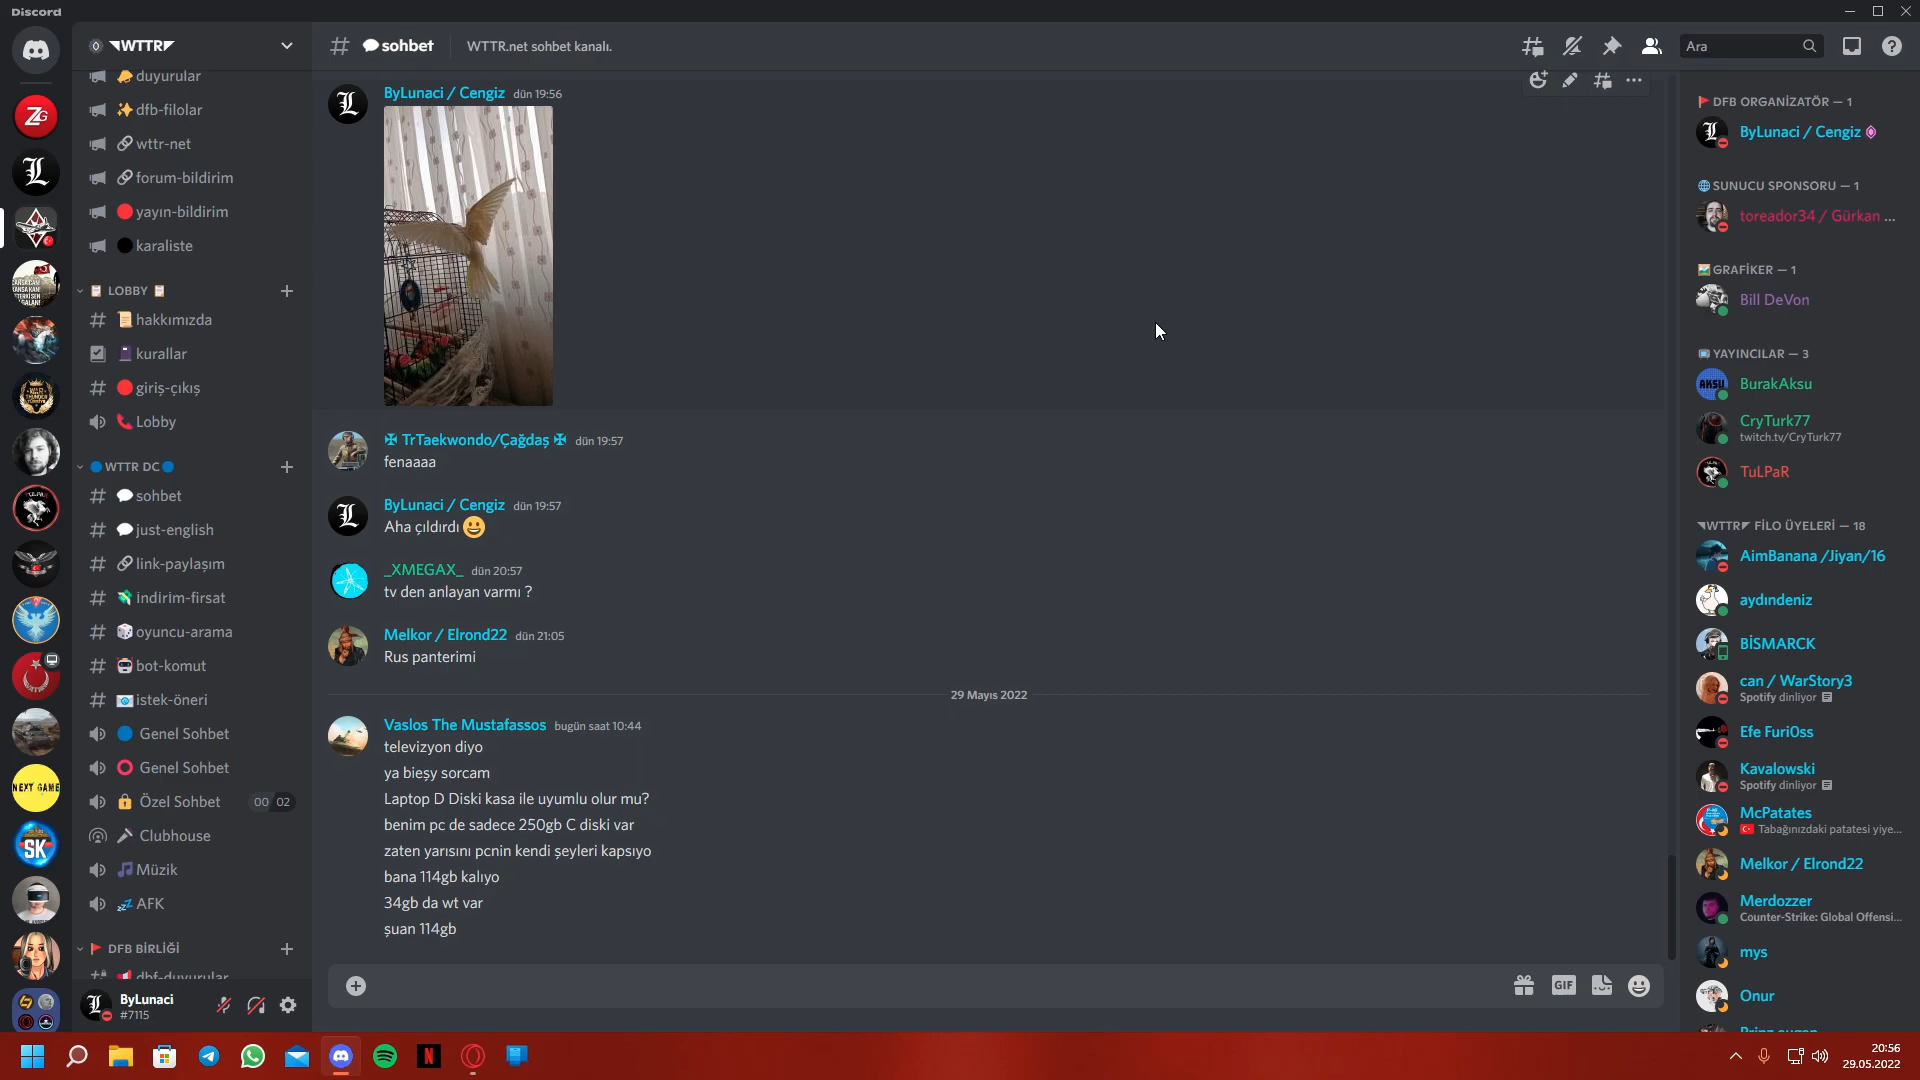 Discord
◥WTTR◤
duyurular
dfb-filolar
wttr-net
forum-bildirim
yayın-bildirim
karaliste
LOBBY
hakkımızda
kurallar
giriş-çıkış
Lobby
WTTR DC
sohbet
just-english
link-paylaşım
indirim-fırsat
oyuncu-arama
bot-komut
istek-öneri
Genel Sohbet
Genel Sohbet
Özel Sohbet 00 02
Clubhouse
Müzik
AFK
DFB BİRLİĞİ
dbf-duyurular
ByLunaci
#7115
sohbet WTTR.net sohbet kanalı.
Ara
ByLunaci / Cengiz dün 19:56
✠ TrTaekwondo/Çağdaş ✠ dün 19:57
fenaaaa
ByLunaci / Cengiz dün 19:57
Aha çıldırdı 😀
_XMEGAX_ dün 20:57
tv den anlayan varmı ?
Melkor / Elrond22 dün 21:05
Rus panterimi
29 Mayıs 2022
Vaslos The Mustafassos bugün saat 10:44
televizyon diyo
ya bieşy sorcam
Laptop D Diski kasa ile uyumlu olur mu?
benim pc de sadece 250gb C diski var
zaten yarısını pcnin kendi şeyleri kapsıyo
bana 114gb kalıyo
34gb da wt var
şuan 114gb
GIF
DFB ORGANİZATÖR — 1
ByLunaci / Cengiz
SUNUCU SPONSORU — 1
toreador34 / Gürkan ...
GRAFİKER — 1
Bill DeVon
YAYINCILAR — 3
BurakAksu
CryTurk77
twitch.tv/CryTurk77
TuLPaR
◥WTTR◤ FİLO ÜYELERİ — 18
AimBanana /Jiyan/16
aydındeniz
BİSMARCK
can / WarStory3
Spotify dinliyor
Efe Furi0ss
Kavalowski
Spotify dinliyor
McPatates
Tabağınızdaki patatesi yiye...
Melkor / Elrond22
Merdozzer
Counter-Strike: Global Offensi...
mys
Onur
NEXT GAME
SK
ZG
AKSU
20:56
29.05.2022